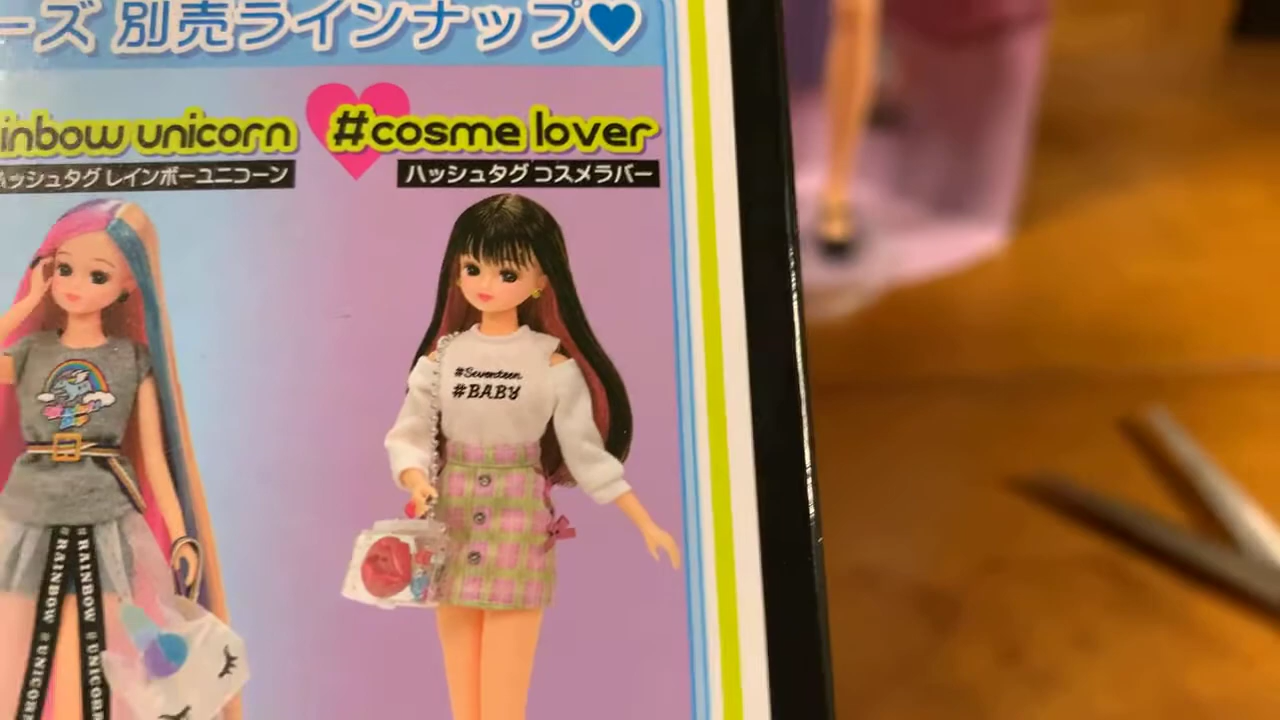 ーズ 別売ラインナップ♥
inbow unicorn
ハッシュタグ レインボーユニコーン
#cosme lover
ハッシュタグ コスメラバー
#Seventeen
#BABY
#RAINBOW #UNICOR
#RAINBOW #UNICORN